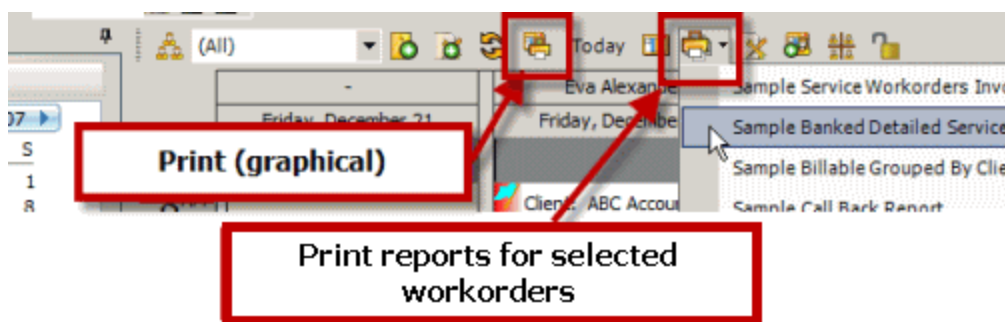 (All)
Today
-
Eva Alexande
Sample Service Workorders Invo
07
Friday, December 21
Friday, Decembe
Sample Banked Detailed Service
S
1
8
Print (graphical)
Sample Billable Grouped By Clie
Client: ABC Accou
Sample Call Back Report
Print reports for selected
workorders